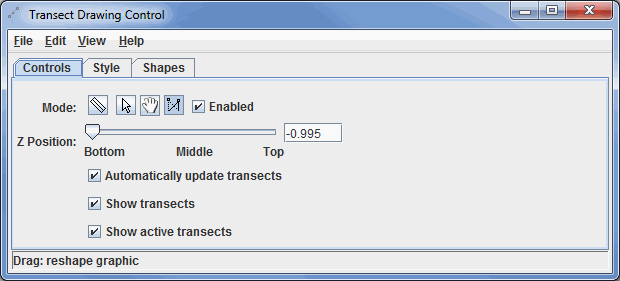 Transect Drawing Control
File Edit View Help
Controls Style Shapes
Mode: Enabled
Z Position: -0.995
Bottom Middle Top
Automatically update transects
Show transects
Show active transects
Drag: reshape graphic